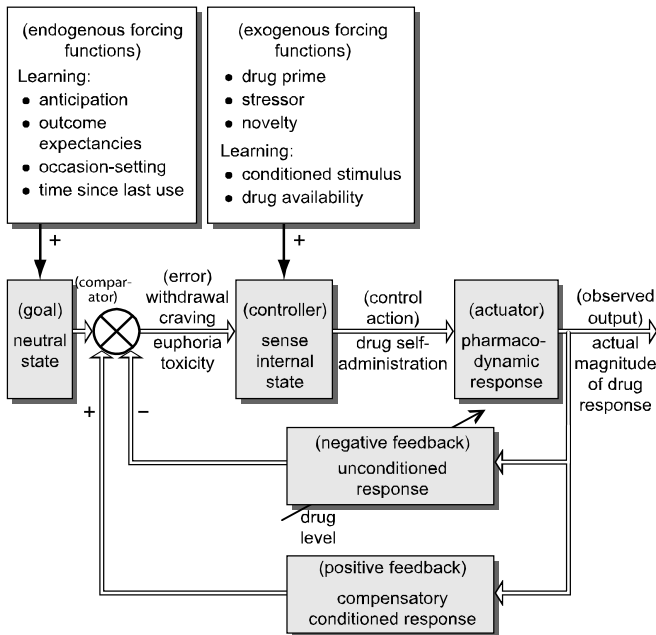 (endogenous forcing
functions)
Learning:
• anticipation
• outcome
expectancies
• occasion-setting
• time since last use
(exogenous forcing
functions)
• drug prime
• stressor
• novelty
Learning:
• conditioned stimulus
• drug availability
+
+
(goal)
neutral
state
(compar-
ator)
(error)
withdrawal
craving
euphoria
toxicity
(controller)
sense
internal
state
(control
action)
drug self-
administration
(actuator)
pharmaco-
dynamic
response
(observed
output)
actual
magnitude
of drug
response
+
−
(negative feedback)
unconditioned
response
drug
level
(positive feedback)
compensatory
conditioned response